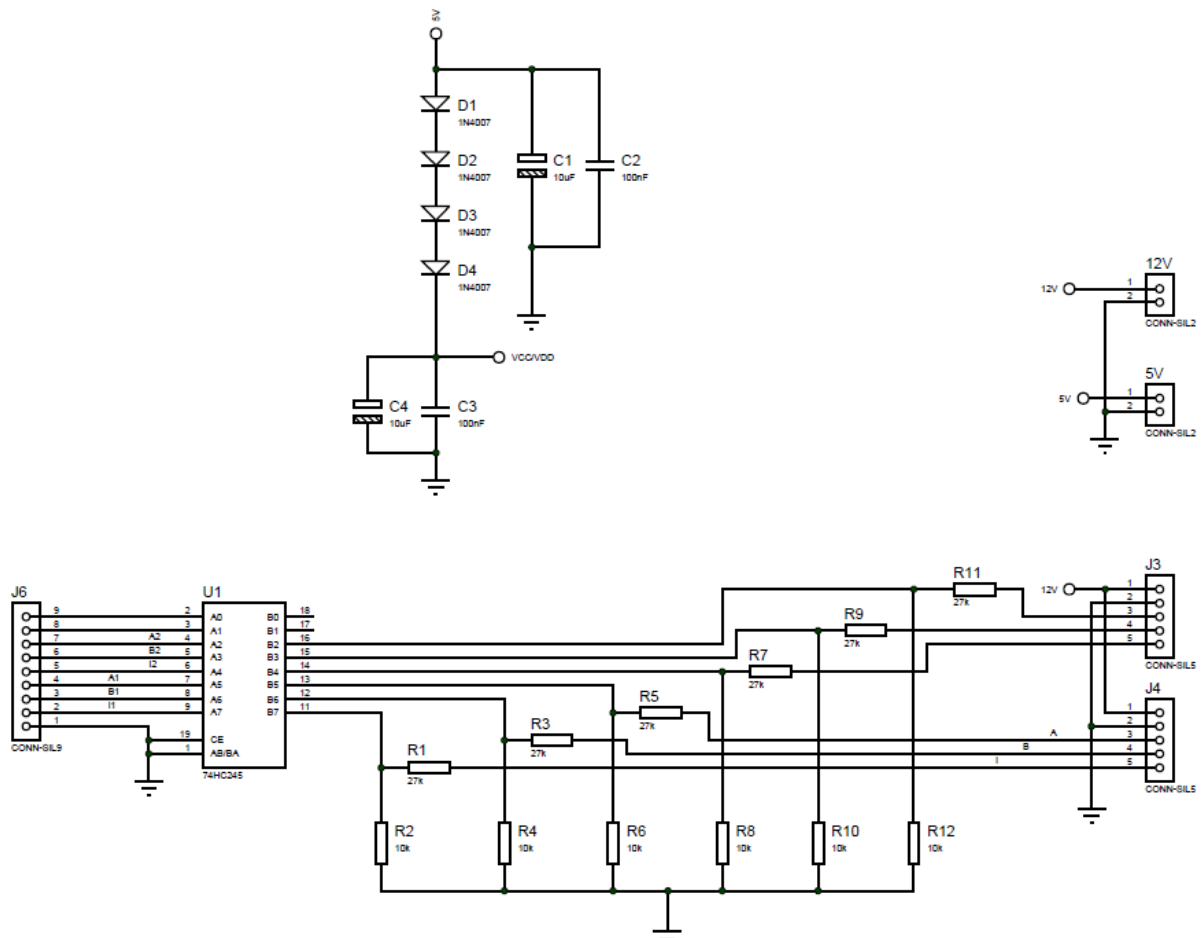 5V
D1
1N4007
C1
10uF
C2
100nF
D2
1N4007
D3
1N4007
D4
1N4007
12V
12V
1
2
CONN-SIL2
VCC/VDD
5V
5V
1
2
CONN-SIL2
C4
10uF
C3
100nF
J6
9
8
7
6
5
4
3
2
1
CONN-SIL9
A2
B2
I2
A1
B1
I1
U1
2
3
4
5
6
7
8
9
19
1
A0
A1
A2
A3
A4
A5
A6
A7
CE
AB/BA
B0
B1
B2
B3
B4
B5
B6
B7
18
17
16
15
14
13
12
11
74HC245
R11
27k
R9
27k
R7
27k
R5
27k
R3
27k
R1
27k
12V
J3
1
2
3
4
5
CONN-SIL5
J4
1
2
3
4
5
CONN-SIL5
A
B
I
R2
10k
R4
10k
R6
10k
R8
10k
R10
10k
R12
10k